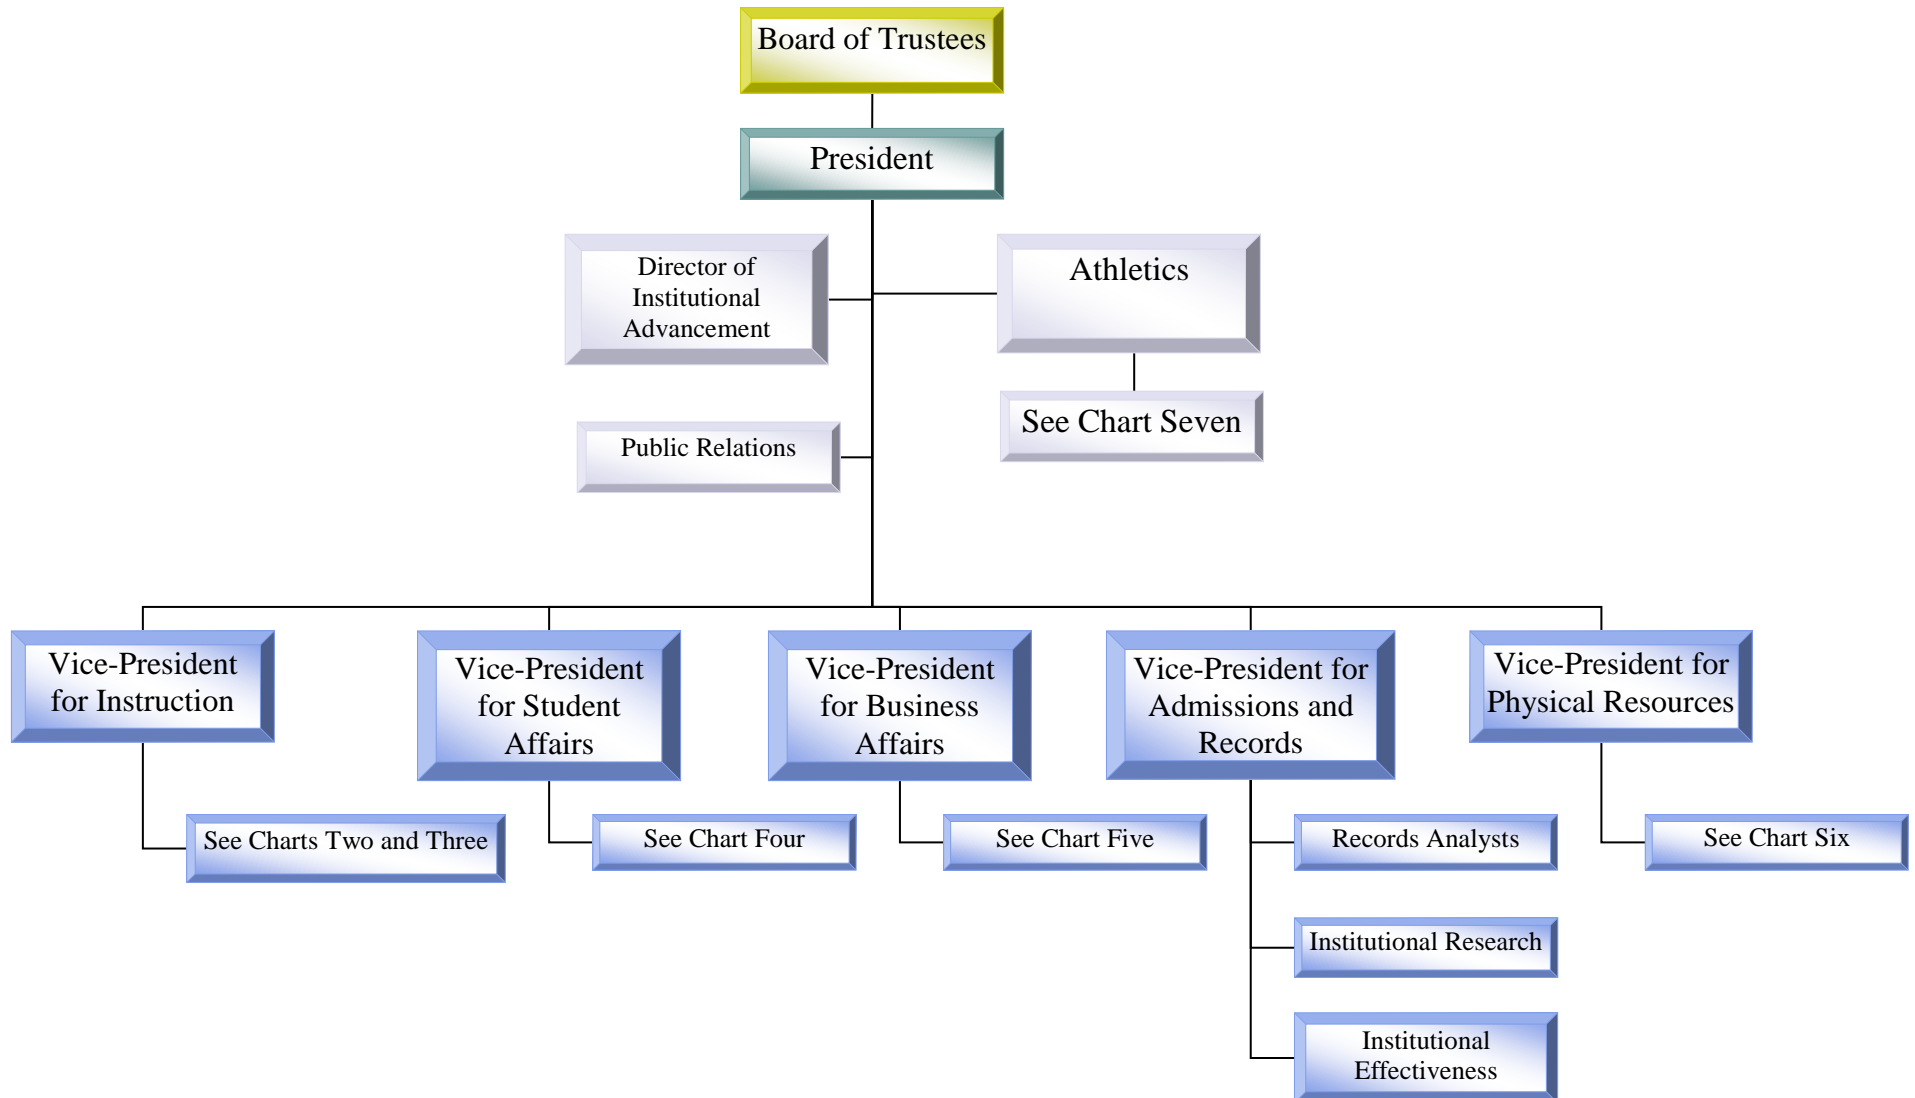 Board of Trustees
President
Director of
Institutional
Advancement
Athletics
See Chart Seven
Public Relations
Vice-President
for Instruction
Vice-President
for Student
Affairs
Vice-President
for Business
Affairs
Vice-President for
Admissions and
Records
Vice-President for
Physical Resources
See Charts Two and Three
See Chart Four
See Chart Five
Records Analysts
See Chart Six
Institutional Research
Institutional
Effectiveness